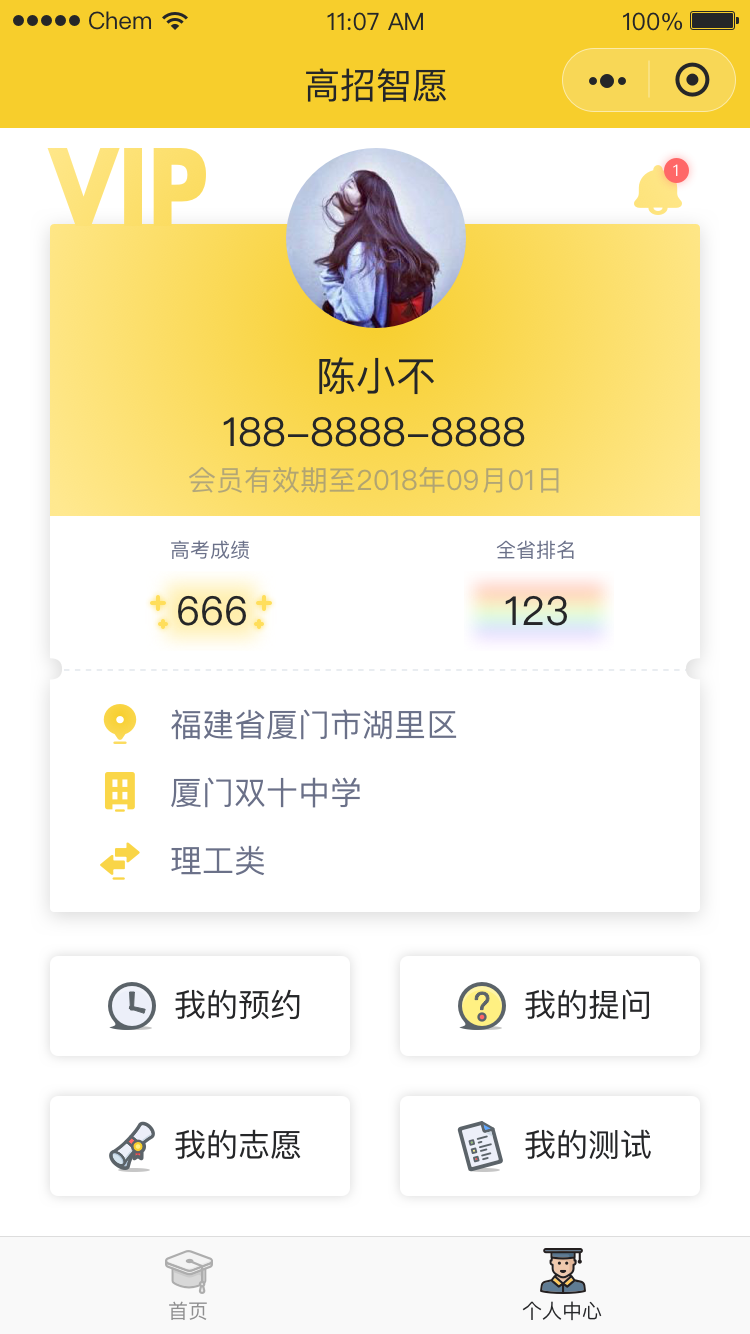 Chem 11:07 AM 100%
高招智愿
VIP
1
陈小不
188-8888-8888
会员有效期至2018年09月01日
高考成绩 全省排名
666 123
福建省厦门市湖里区
厦门双十中学
理工类
我的预约 我的提问
我的志愿 我的测试
首页 个人中心